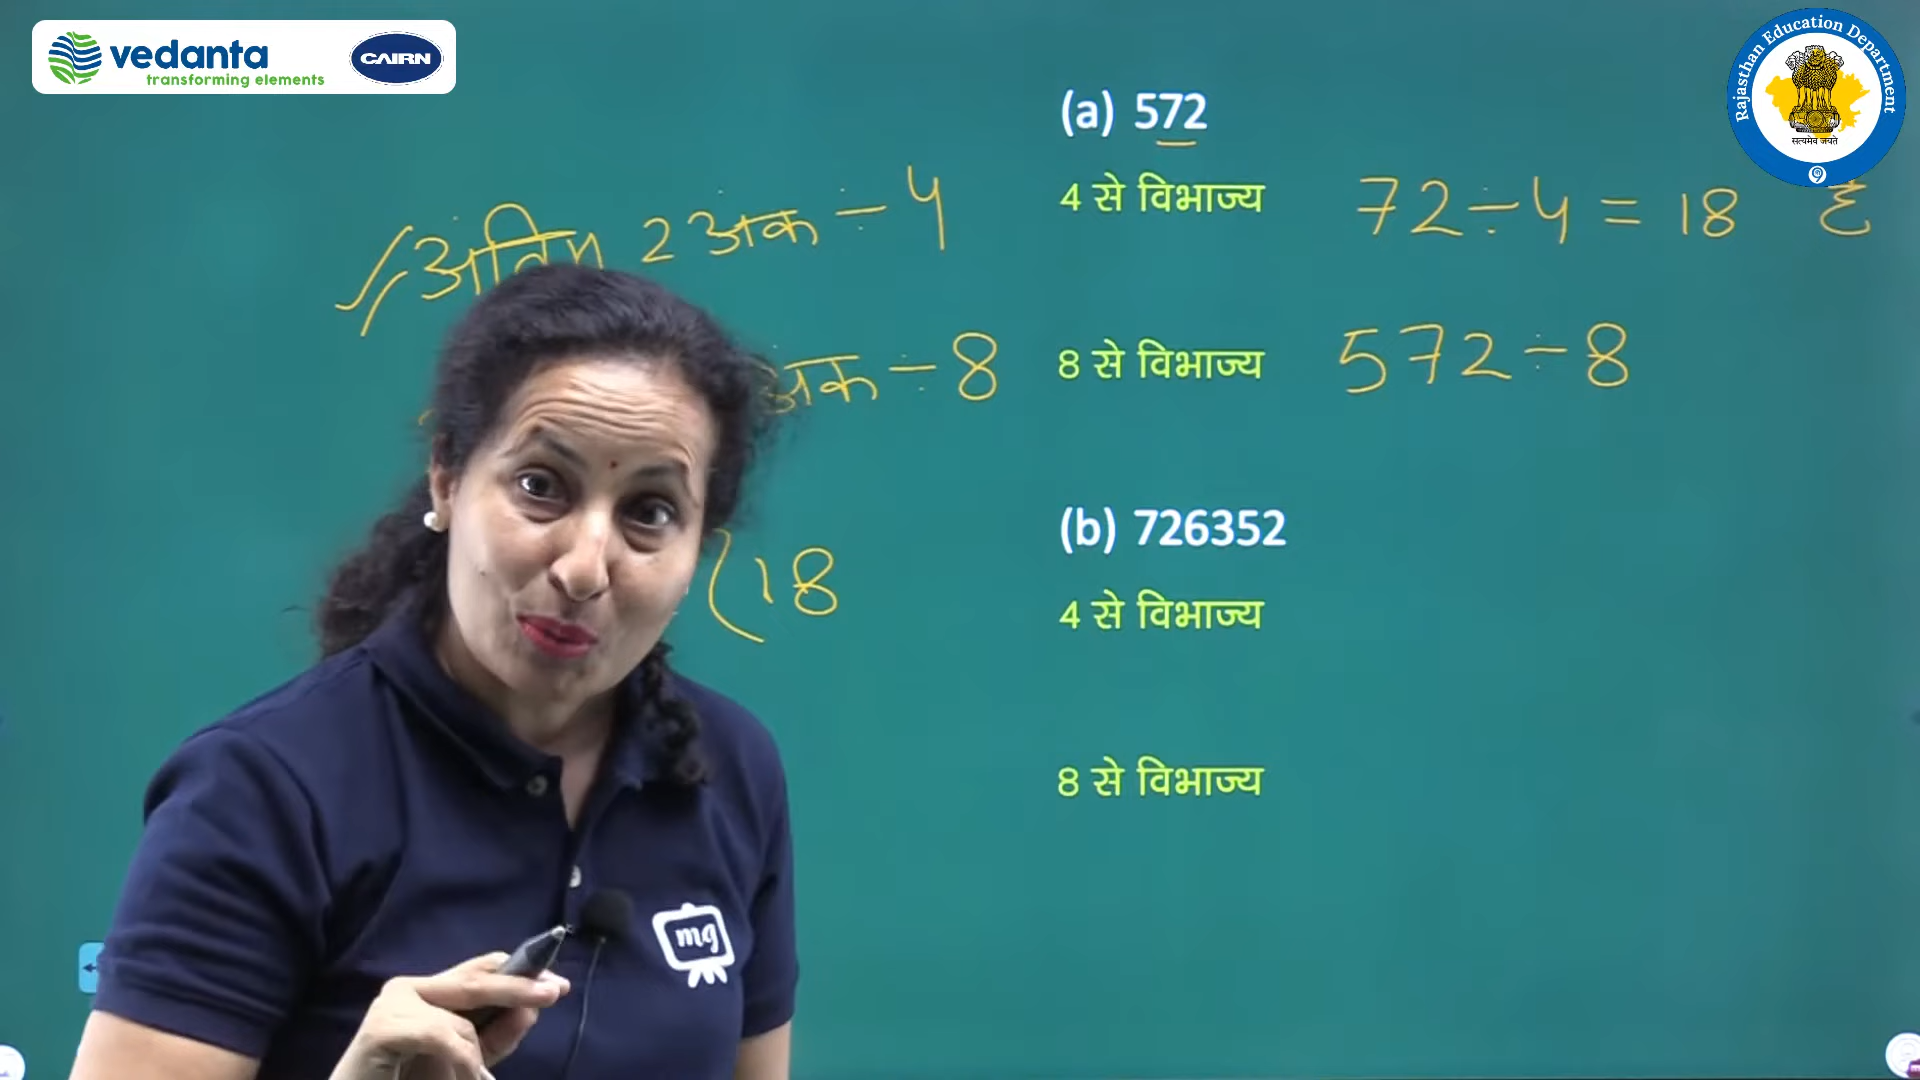 vedanta
transforming elements
CAIRN
Rajasthan Education Department
सत्यमेव जयते
(a) 572
4 से विभाज्य 72÷4=18 है
अंतिम 2 अंक ÷4
8 से विभाज्य 572÷8
अंक ÷8
(b) 726352
(18
4 से विभाज्य
8 से विभाज्य
mg